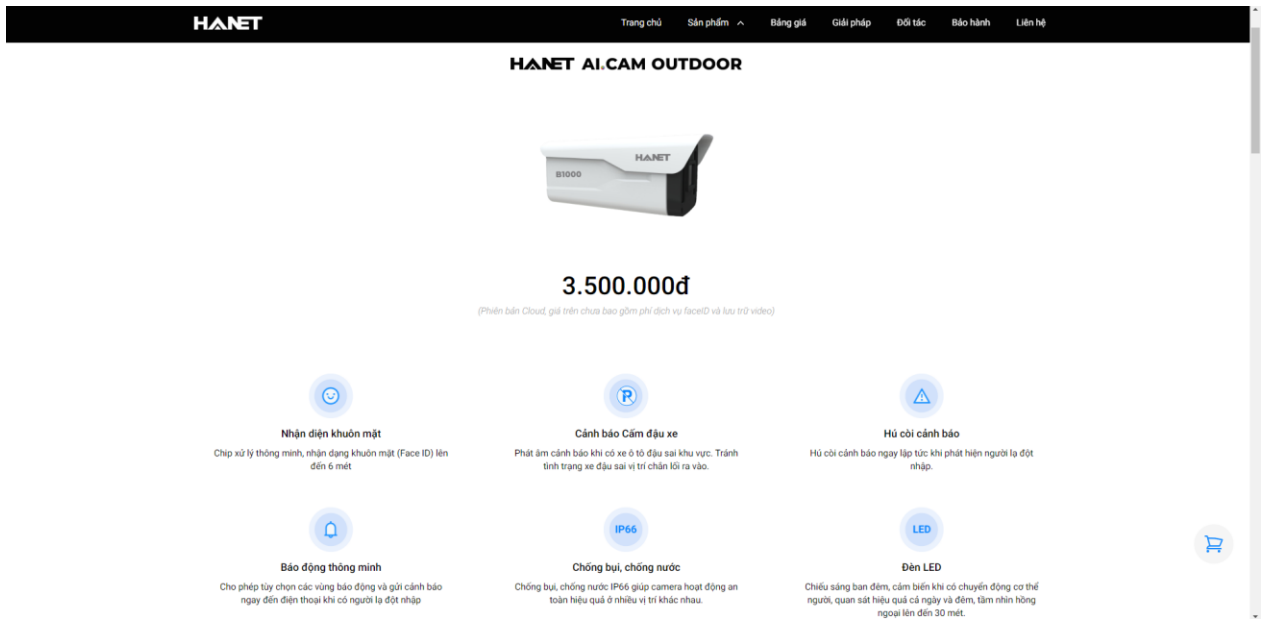 HANET Trang chủ Sản phẩm Bảng giá Giải pháp Đối tác Bảo hành Liên hệ
HANET AI.CAM OUTDOOR
HANET
B1000
3.500.000đ
(Phiên bản Cloud, giá trên chưa bao gồm phí dịch vụ faceID và lưu trữ video)
Nhận diện khuôn mặt
Chip xử lý thông minh, nhận dạng khuôn mặt (Face ID) lên
đến 6 mét
Cảnh báo Cấm đậu xe
Phát âm cảnh báo khi có xe ô tô đậu sai khu vực. Tránh
tình trạng xe đậu sai vị trí chắn lối ra vào.
Hú còi cảnh báo
Hú còi cảnh báo ngay lập tức khi phát hiện người lạ đột
nhập.
Báo động thông minh
Cho phép tùy chọn các vùng báo động và gửi cảnh báo
ngay đến điện thoại khi có người lạ đột nhập
IP66
Chống bụi, chống nước
Chống bụi, chống nước IP66 giúp camera hoạt động an
toàn hiệu quả ở nhiều vị trí khác nhau.
LED
Đèn LED
Chiếu sáng ban đêm, cảm biến khi có chuyển động cơ thể
người, quan sát hiệu quả cả ngày và đêm, tầm nhìn hồng
ngoại lên đến 30 mét.